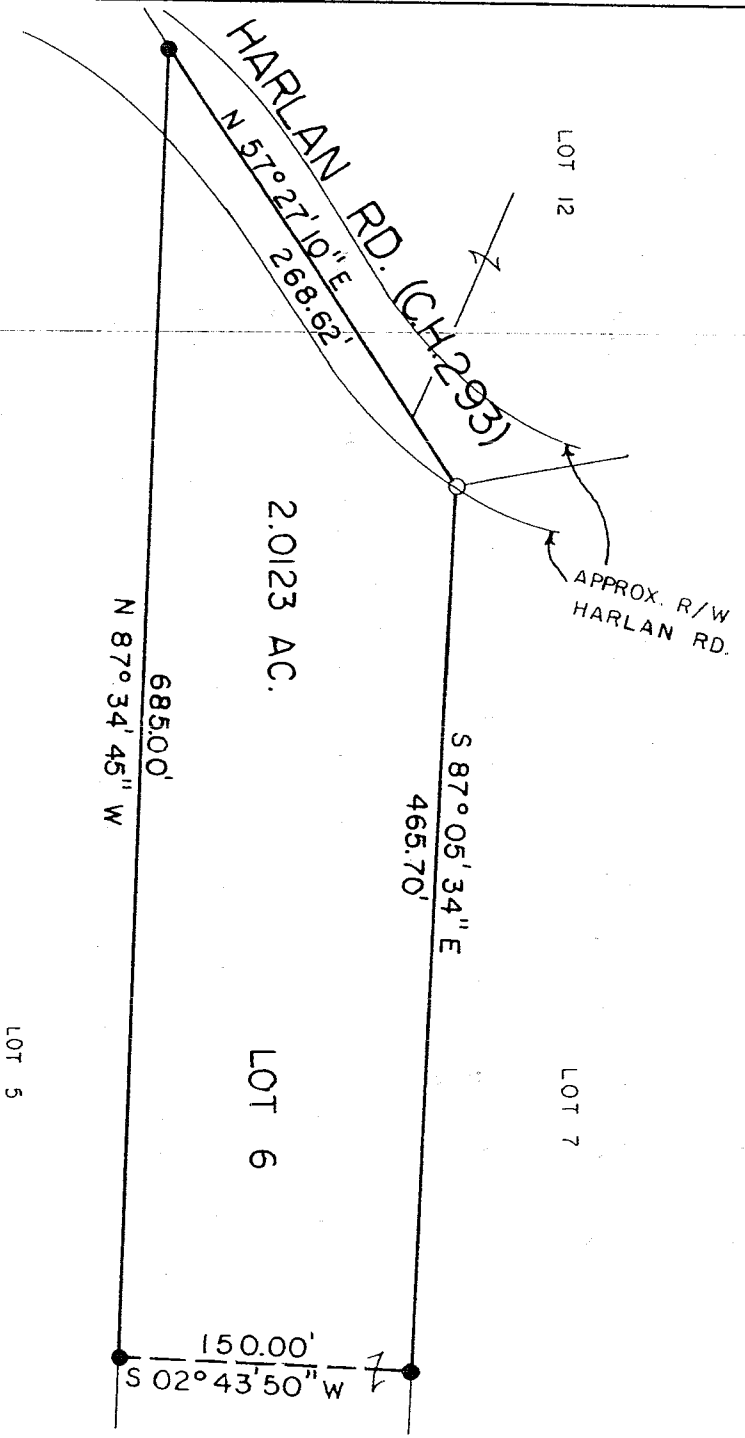 HARLAN RD. (C.H.293)
LOT 12
N 57° 27' 10" E
268.62'
APPROX. R/W
HARLAN RD.
2.0123 AC.
S 87° 05' 34" E
465.70'
685.00'
N 87° 34' 45" W
LOT 7
LOT 6
LOT 5
150.00'
S 02° 43' 50" W